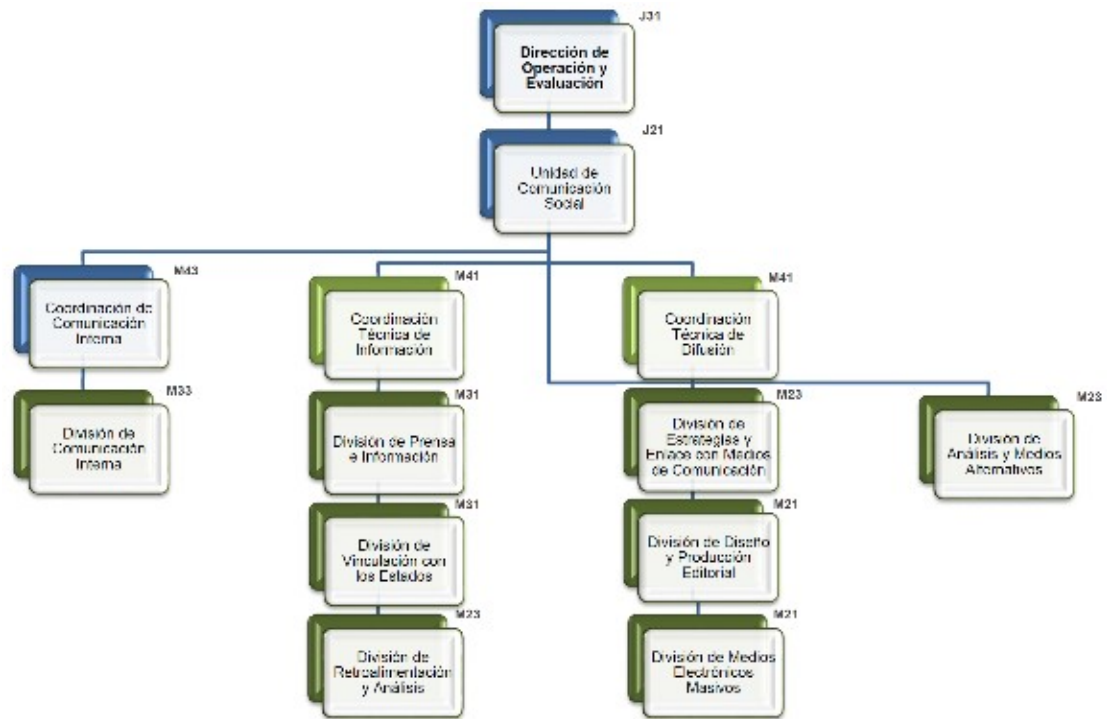 J31
Dirección de
Operación y
Evaluación
J21
Unidad de
Comunicación
Social
M43
Coordinación de
Comunicación
Interna
M33
División de
Comunicación
Interna
M41
Coordinación
Técnica de
Información
M31
División de Prensa
e Información
M31
División de
Vinculación con
los Estados
M23
División de
Retroalimentación
y Análisis
M41
Coordinación
Técnica de
Difusión
M23
División de
Estrategias y
Enlace con Medios
de Comunicación
M21
División de Diseño
y Producción
Editorial
M21
División de Medios
Electrónicos
Masivos
M23
División de
Análisis y Medios
Alternativos